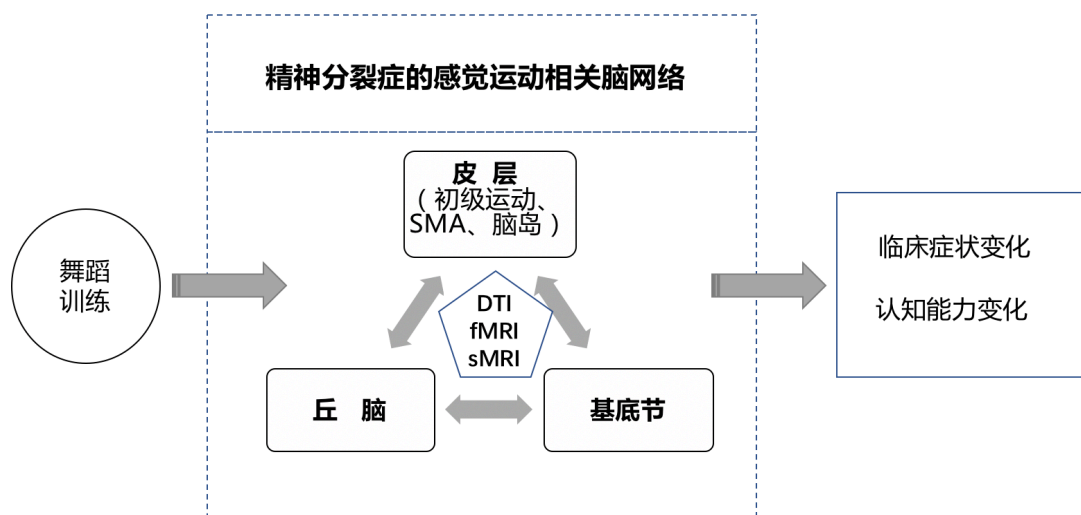 精神分裂症的感觉运动相关脑网络
皮 层
（初级运动、
SMA、脑岛）
舞蹈
训练
DTI
fMRI
sMRI
丘 脑
基底节
临床症状变化
认知能力变化